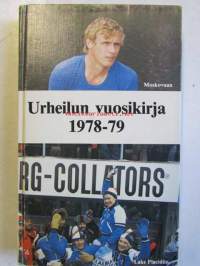 Moskovaan
Urheilun vuosikirja
1978-79
RG-COLLATORS
Lake Placidiin